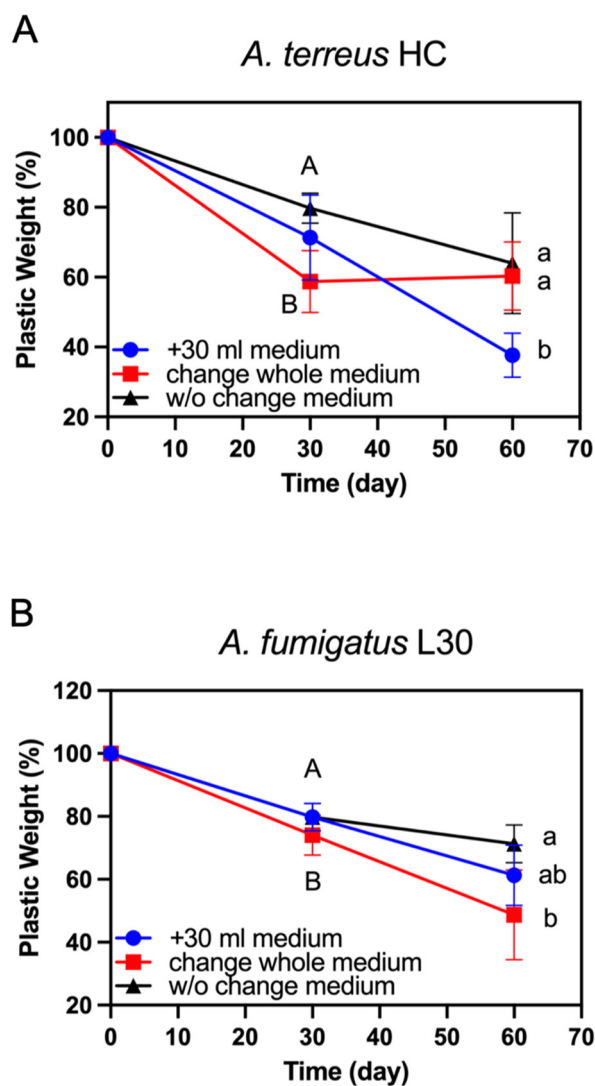 A
A. terreus HC
Plastic Weight (%)
100
80
60
40
20
A
B
a
a
b
+30 ml medium
change whole medium
w/o change medium
0 10 20 30 40 50 60 70
Time (day)
B
A. fumigatus L30
Plastic Weight (%)
120
100
80
60
40
20
A
B
a
ab
b
+30 ml medium
change whole medium
w/o change medium
0 10 20 30 40 50 60 70
Time (day)